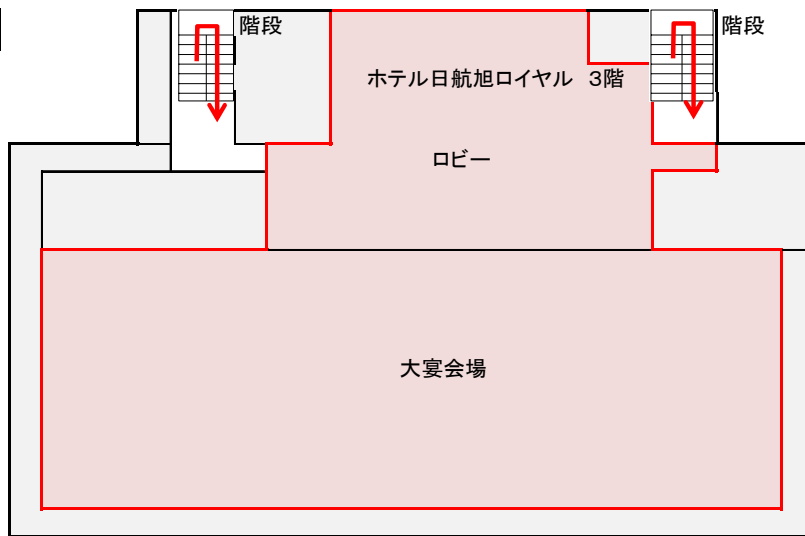 階段
階段
ホテル日航旭ロイヤル ３階
ロビー
大宴会場